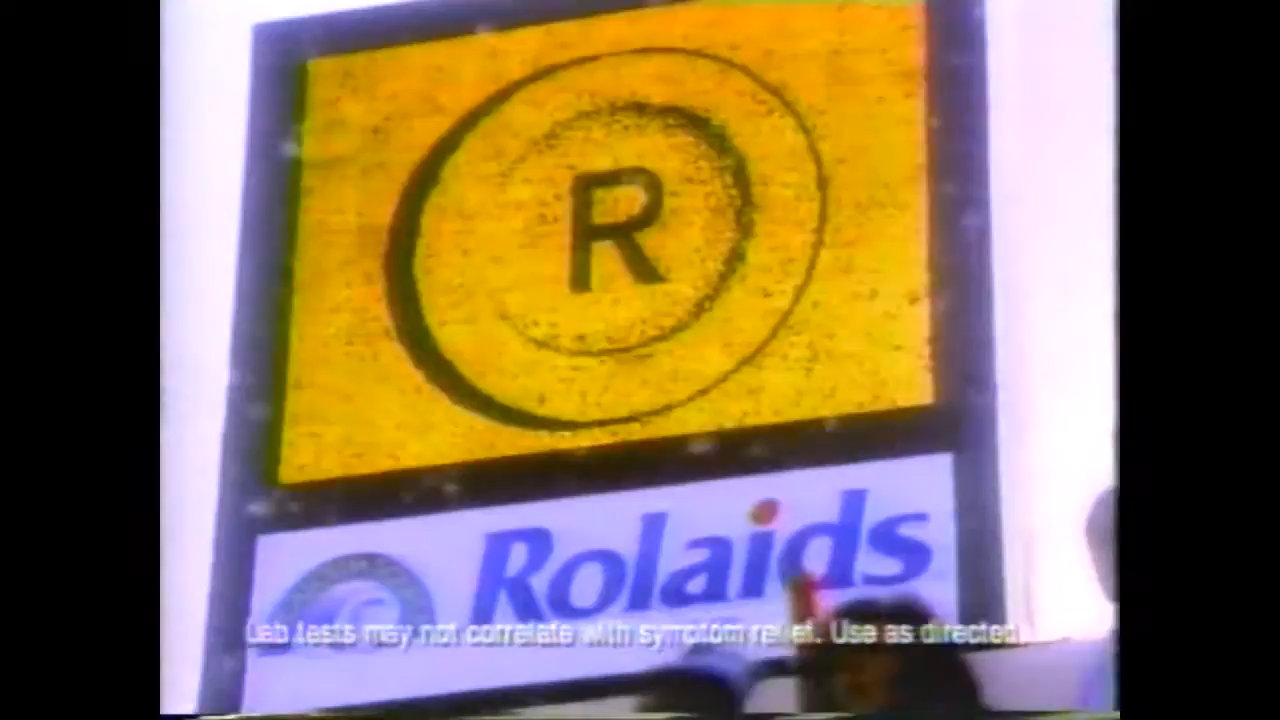 R
Rolaids
Lab tests may not correlate with symptom relief. Use as directed.